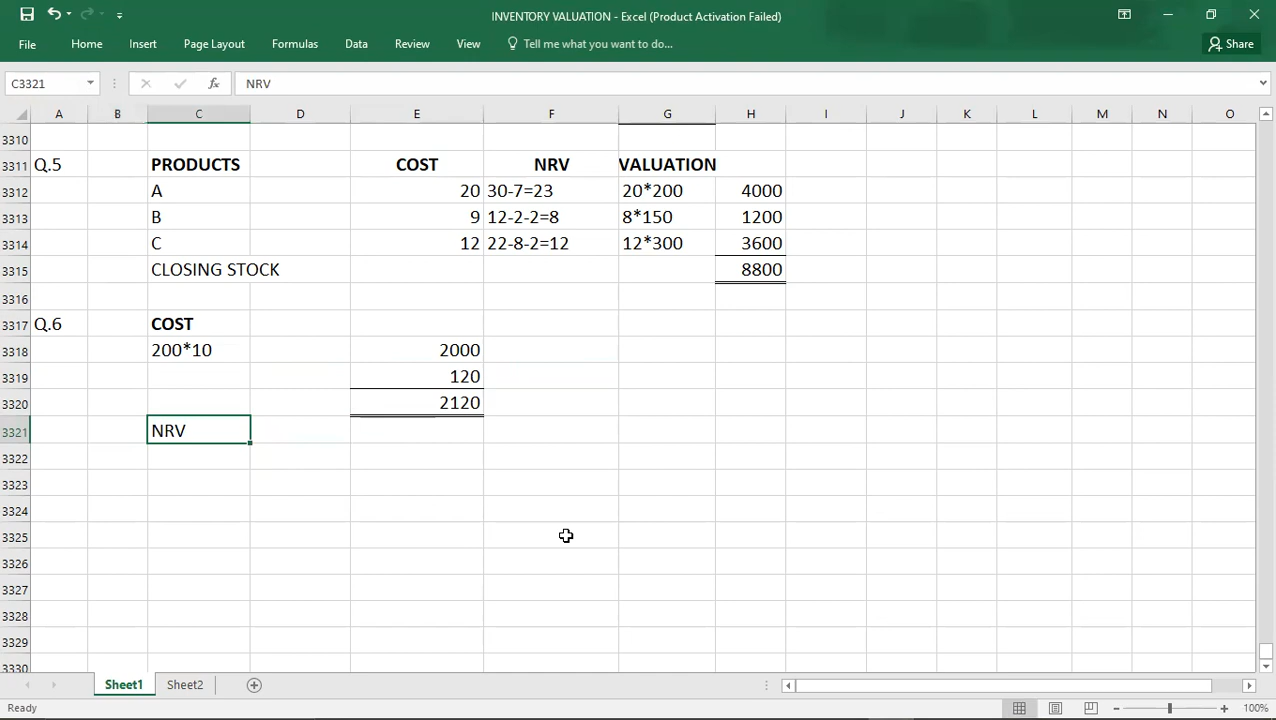 INVENTORY VALUATION - Excel (Product Activation Failed)
File Home Insert Page Layout Formulas Data Review View Tell me what you want to do... Share
C3321 fx NRV
A B C D E F G H I J K L M N O
3310
3311 Q.5 PRODUCTS COST NRV VALUATION
3312 A 20 30-7=23 20*200 4000
3313 B 9 12-2-2=8 8*150 1200
3314 C 12 22-8-2=12 12*300 3600
3315 CLOSING STOCK 8800
3316
3317 Q.6 COST
3318 200*10 2000
3319 120
3320 2120
3321 NRV
3322
3323
3324
3325
3326
3327
3328
3329
3330
Sheet1 Sheet2
Ready 100%